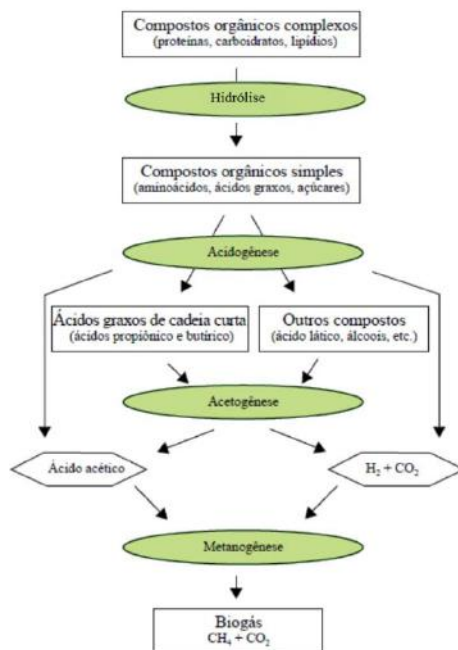 Compostos orgânicos complexos
(proteínas, carboidratos, lipídios)
Hidrólise
Compostos orgânicos simples
(aminoácidos, ácidos graxos, açúcares)
Acidogênese
Ácidos graxos de cadeia curta
(ácidos propiônico e butírico)
Outros compostos
(ácido lático, álcoois, etc.)
Acetogênese
Ácido acético
H₂ + CO₂
Metanogênese
Biogás
CH₄ + CO₂